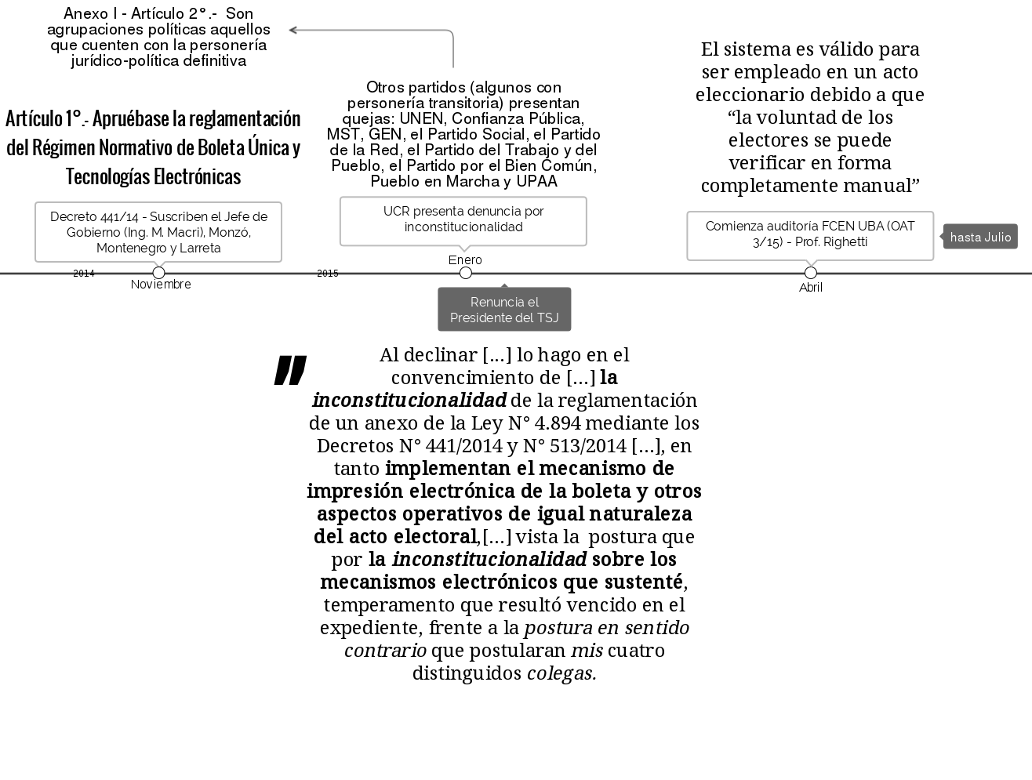 Anexo I - Artículo 2°.- Son
agrupaciones políticas aquellos
que cuenten con la personería
jurídico-política definitiva
Artículo 1°.- Apruébase la reglamentación
del Régimen Normativo de Boleta Única y
Tecnologías Electrónicas
Decreto 441/14 - Suscriben el Jefe de
Gobierno (Ing. M. Macri), Monzó,
Montenegro y Larreta
2014
Noviembre
Otros partidos (algunos con
personería transitoria) presentan
quejas: UNEN, Confianza Pública,
MST, GEN, el Partido Social, el Partido
de la Red, el Partido del Trabajo y del
Pueblo, el Partido por el Bien Común,
Pueblo en Marcha y UPAA
UCR presenta denuncia por
inconstitucionalidad
2015
Enero
Renuncia el
Presidente del TSJ
"
Al declinar [...] lo hago en el
convencimiento de [...] la
inconstitucionalidad de la reglamentación
de un anexo de la Ley N° 4.894 mediante los
Decretos N° 441/2014 y N° 513/2014 [...], en
tanto implementan el mecanismo de
impresión electrónica de la boleta y otros
aspectos operativos de igual naturaleza
del acto electoral,[...] vista la postura que
por la inconstitucionalidad sobre los
mecanismos electrónicos que sustenté,
temperamento que resultó vencido en el
expediente, frente a la postura en sentido
contrario que postularan mis cuatro
distinguidos colegas.
El sistema es válido para
ser empleado en un acto
eleccionario debido a que
“la voluntad de los
electores se puede
verificar en forma
completamente manual”
Comienza auditoría FCEN UBA (OAT
3/15) - Prof. Righetti
hasta Julio
Abril